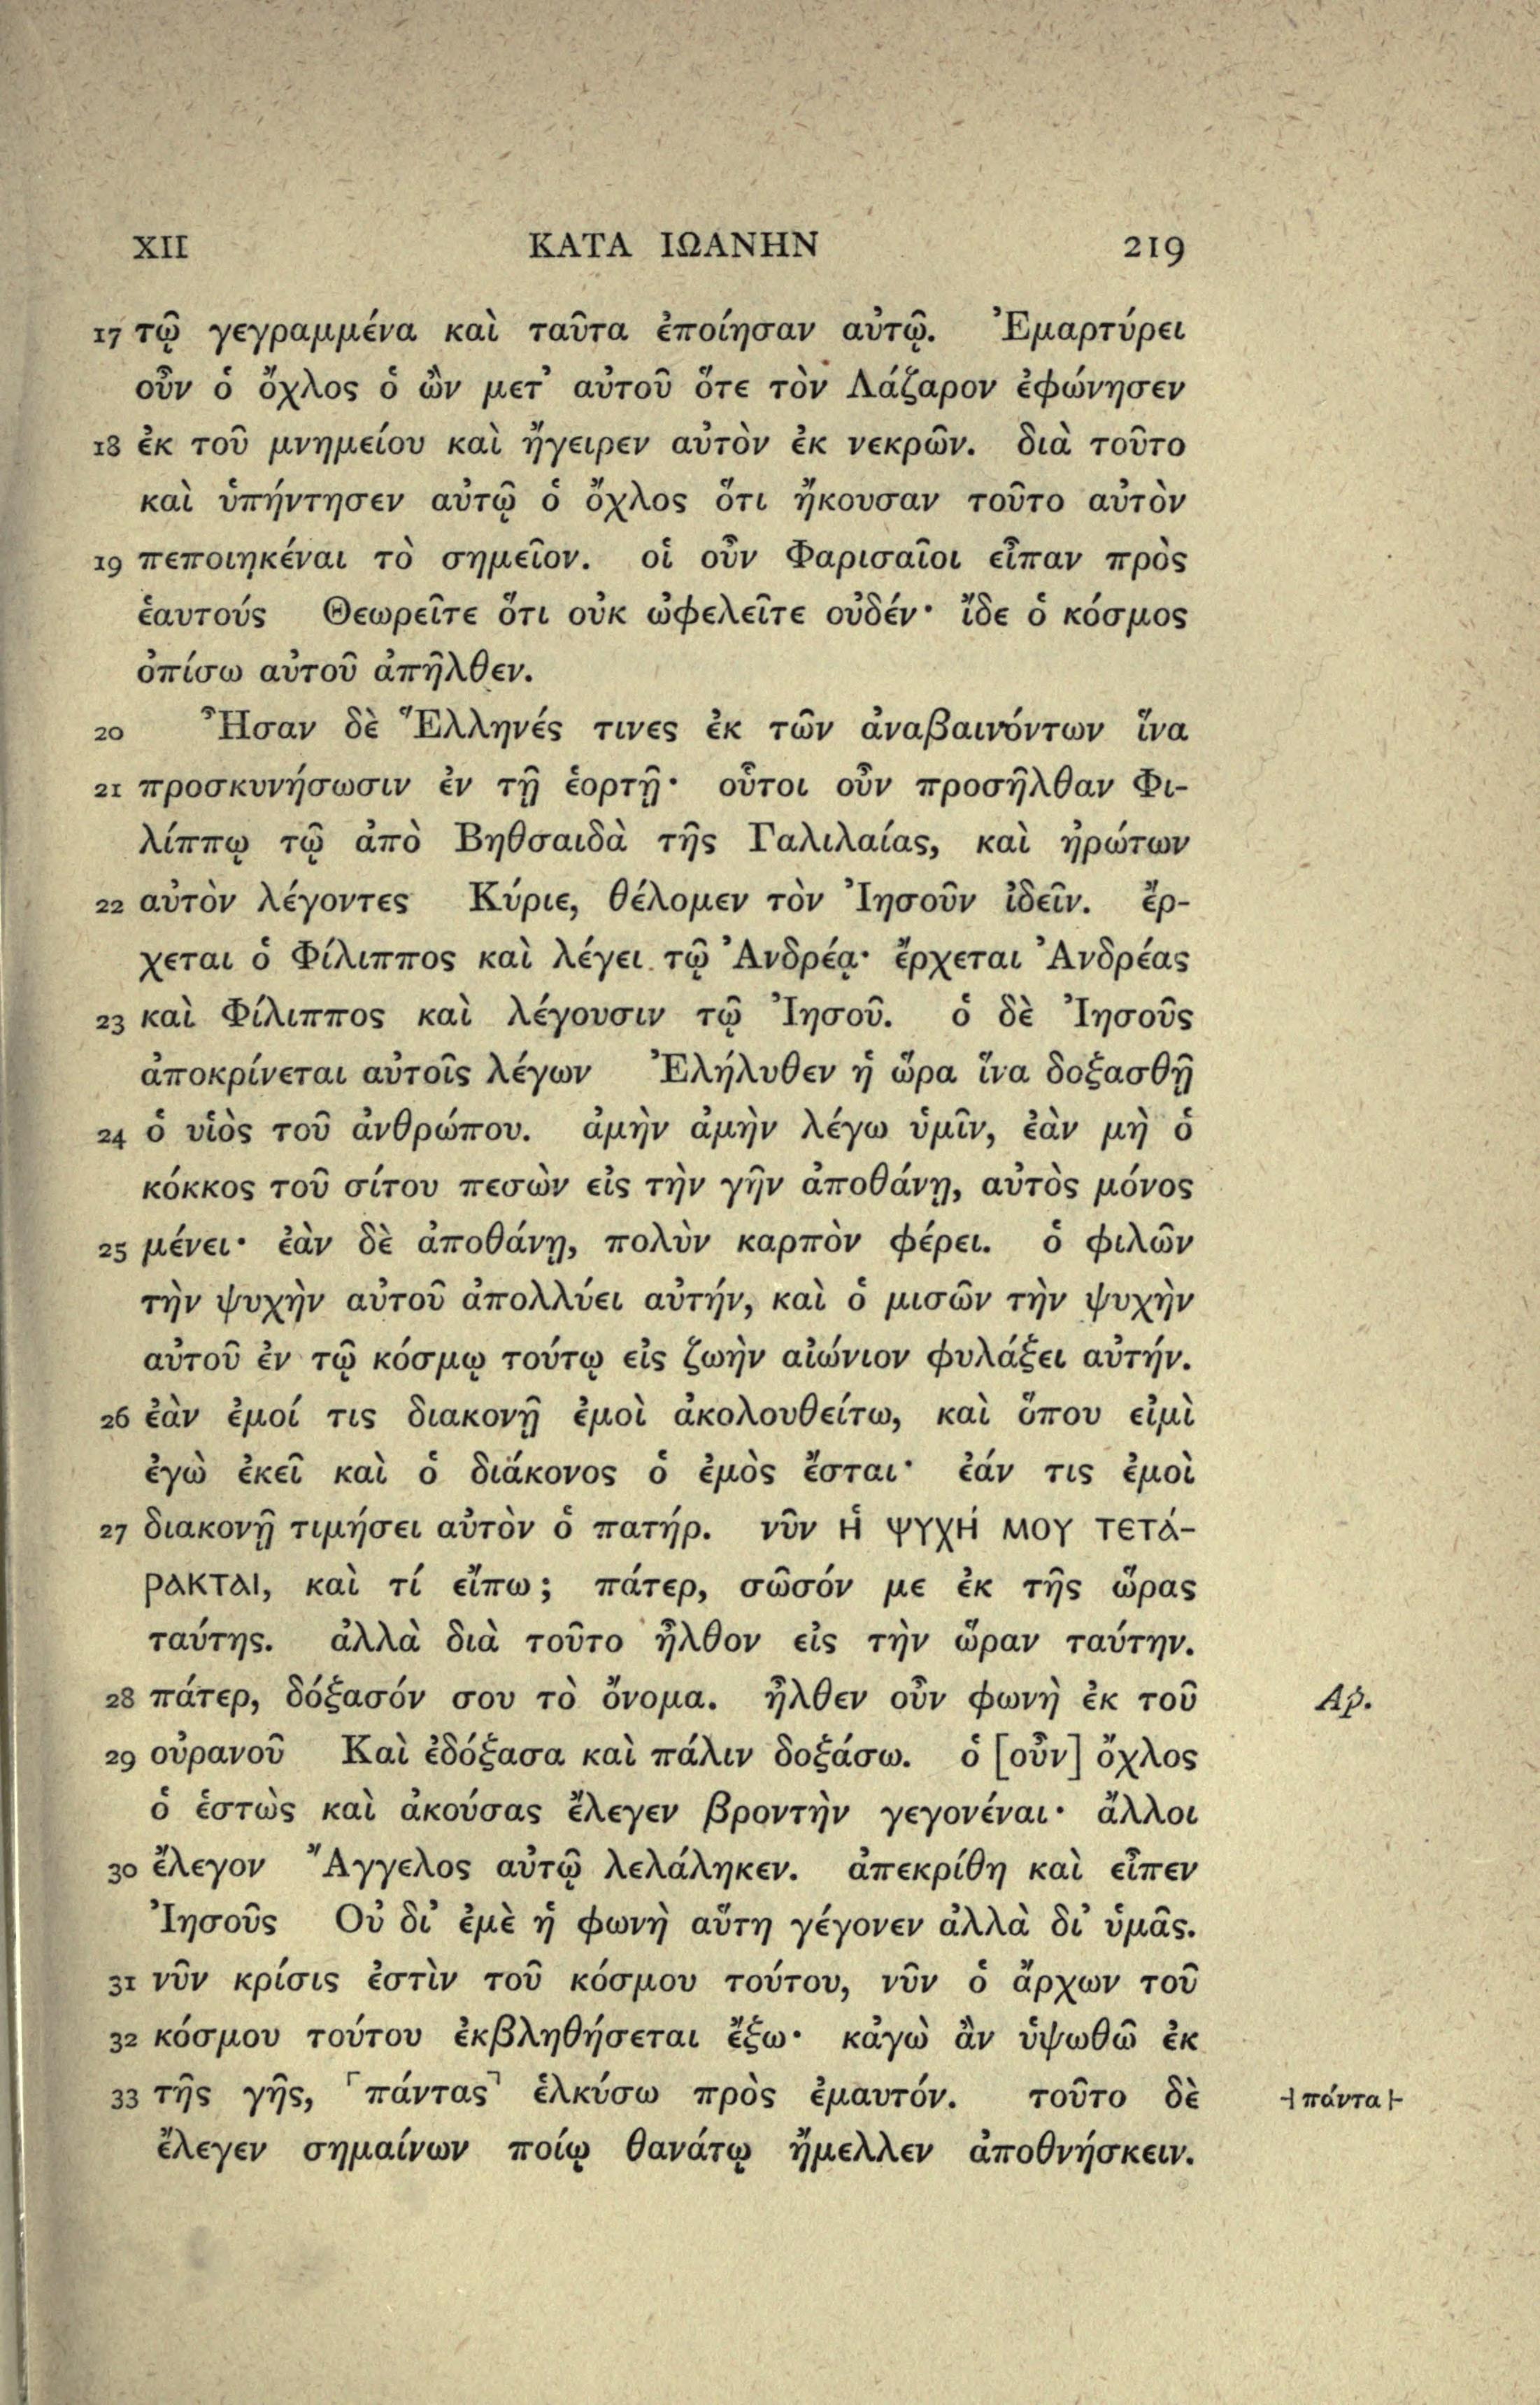 XII ΚΑΤΑ ΙΩΑΝΗΝ 219
17 τῷ γεγραμμένα καὶ ταῦτα ἐποίησαν αὐτῷ. Ἐμαρτύρει
οὖν ὁ ὄχλος ὁ ὢν μετ᾽ αὐτοῦ ὅτε τὸν Λάζαρον ἐφώνησεν
18 ἐκ τοῦ μνημείου καὶ ἤγειρεν αὐτὸν ἐκ νεκρῶν. διὰ τοῦτο
καὶ ὑπήντησεν αὐτῷ ὁ ὄχλος ὅτι ἤκουσαν τοῦτο αὐτὸν
19 πεποιηκέναι τὸ σημεῖον. οἱ οὖν Φαρισαῖοι εἶπαν πρὸς
ἑαυτούς Θεωρεῖτε ὅτι οὐκ ὠφελεῖτε οὐδέν· ἴδε ὁ κόσμος
ὀπίσω αὐτοῦ ἀπῆλθεν.
20 Ἦσαν δὲ Ἕλληνές τινες ἐκ τῶν ἀναβαινόντων ἵνα
21 προσκυνήσωσιν ἐν τῇ ἑορτῇ· οὗτοι οὖν προσῆλθαν Φι-
λίππῳ τῷ ἀπὸ Βηθσαιδὰ τῆς Γαλιλαίας, καὶ ἠρώτων
22 αὐτὸν λέγοντες Κύριε, θέλομεν τὸν Ἰησοῦν ἰδεῖν. ἔρ-
χεται ὁ Φίλιππος καὶ λέγει τῷ Ἀνδρέᾳ· ἔρχεται Ἀνδρέας
23 καὶ Φίλιππος καὶ λέγουσιν τῷ Ἰησοῦ. ὁ δὲ Ἰησοῦς
ἀποκρίνεται αὐτοῖς λέγων Ἐλήλυθεν ἡ ὥρα ἵνα δοξασθῇ
24 ὁ υἱὸς τοῦ ἀνθρώπου. ἀμὴν ἀμὴν λέγω ὑμῖν, ἐὰν μὴ ὁ
κόκκος τοῦ σίτου πεσὼν εἰς τὴν γῆν ἀποθάνῃ, αὐτὸς μόνος
25 μένει· ἐὰν δὲ ἀποθάνῃ, πολὺν καρπὸν φέρει. ὁ φιλῶν
τὴν ψυχὴν αὐτοῦ ἀπολλύει αὐτήν, καὶ ὁ μισῶν τὴν ψυχὴν
αὐτοῦ ἐν τῷ κόσμῳ τούτῳ εἰς ζωὴν αἰώνιον φυλάξει αὐτήν.
26 ἐὰν ἐμοί τις διακονῇ ἐμοὶ ἀκολουθείτω, καὶ ὅπου εἰμὶ
ἐγὼ ἐκεῖ καὶ ὁ διάκονος ὁ ἐμὸς ἔσται· ἐάν τις ἐμοὶ
27 διακονῇ τιμήσει αὐτὸν ὁ πατήρ. νῦν ἡ ψυχή μου τετά-
ρακται, καὶ τί εἴπω; πάτερ, σῶσόν με ἐκ τῆς ὥρας
ταύτης. ἀλλὰ διὰ τοῦτο ἦλθον εἰς τὴν ὥραν ταύτην.
28 πάτερ, δόξασόν σου τὸ ὄνομα. ἦλθεν οὖν φωνὴ ἐκ τοῦ Ap.
29 οὐρανοῦ Καὶ ἐδόξασα καὶ πάλιν δοξάσω. ὁ [οὖν] ὄχλος
ὁ ἑστὼς καὶ ἀκούσας ἔλεγεν βροντὴν γεγονέναι· ἄλλοι
30 ἔλεγον Ἄγγελος αὐτῷ λελάληκεν. ἀπεκρίθη καὶ εἶπεν
Ἰησοῦς Οὐ δι᾽ ἐμὲ ἡ φωνὴ αὕτη γέγονεν ἀλλὰ δι᾽ ὑμᾶς.
31 νῦν κρίσις ἐστὶν τοῦ κόσμου τούτου, νῦν ὁ ἄρχων τοῦ
32 κόσμου τούτου ἐκβληθήσεται ἔξω· κἀγὼ ἂν ὑψωθῶ ἐκ
33 τῆς γῆς, ⸢πάντας⸣ ἑλκύσω πρὸς ἐμαυτόν. τοῦτο δὲ ⊣πάντα⊢
ἔλεγεν σημαίνων ποίῳ θανάτῳ ἤμελλεν ἀποθνήσκειν.